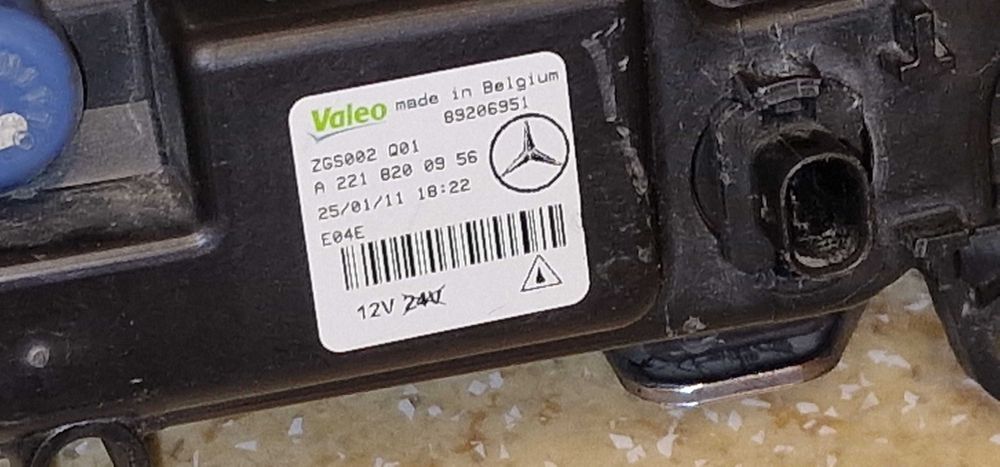 Valeo made in Belgium
89206951
ZGS002 Q01
A 221 820 09 56
25/01/11 18:22
E04E
12V 24V